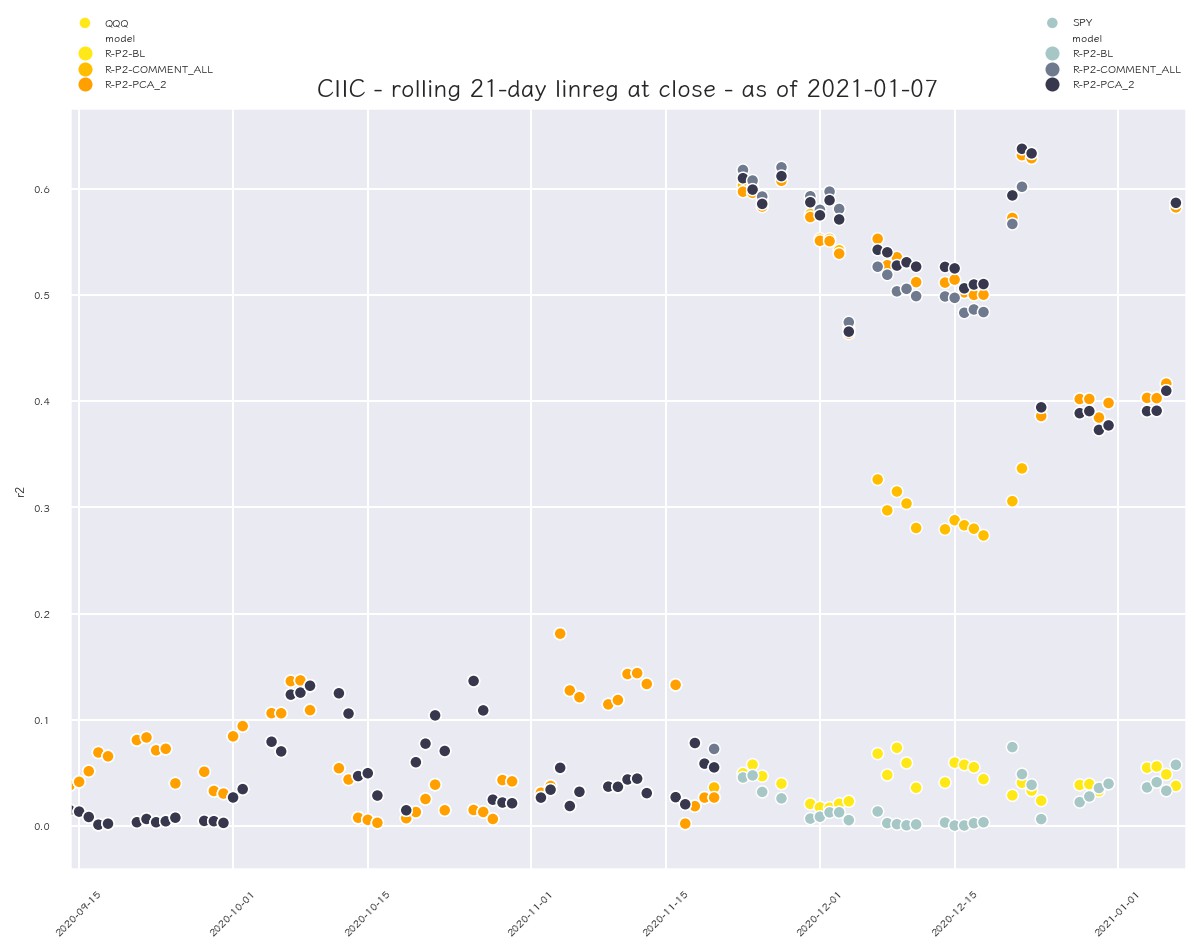 QQQ
model
R-P2-BL
R-P2-COMMENT_ALL
R-P2-PCA_2
SPY
model
R-P2-BL
R-P2-COMMENT_ALL
R-P2-PCA_2
CIIC - rolling 21-day linreg at close - as of 2021-01-07
r2
0.6
0.5
0.4
0.3
0.2
0.1
0.0
2020-09-15
2020-10-01
2020-10-15
2020-11-01
2020-11-15
2020-12-01
2020-12-15
2021-01-01